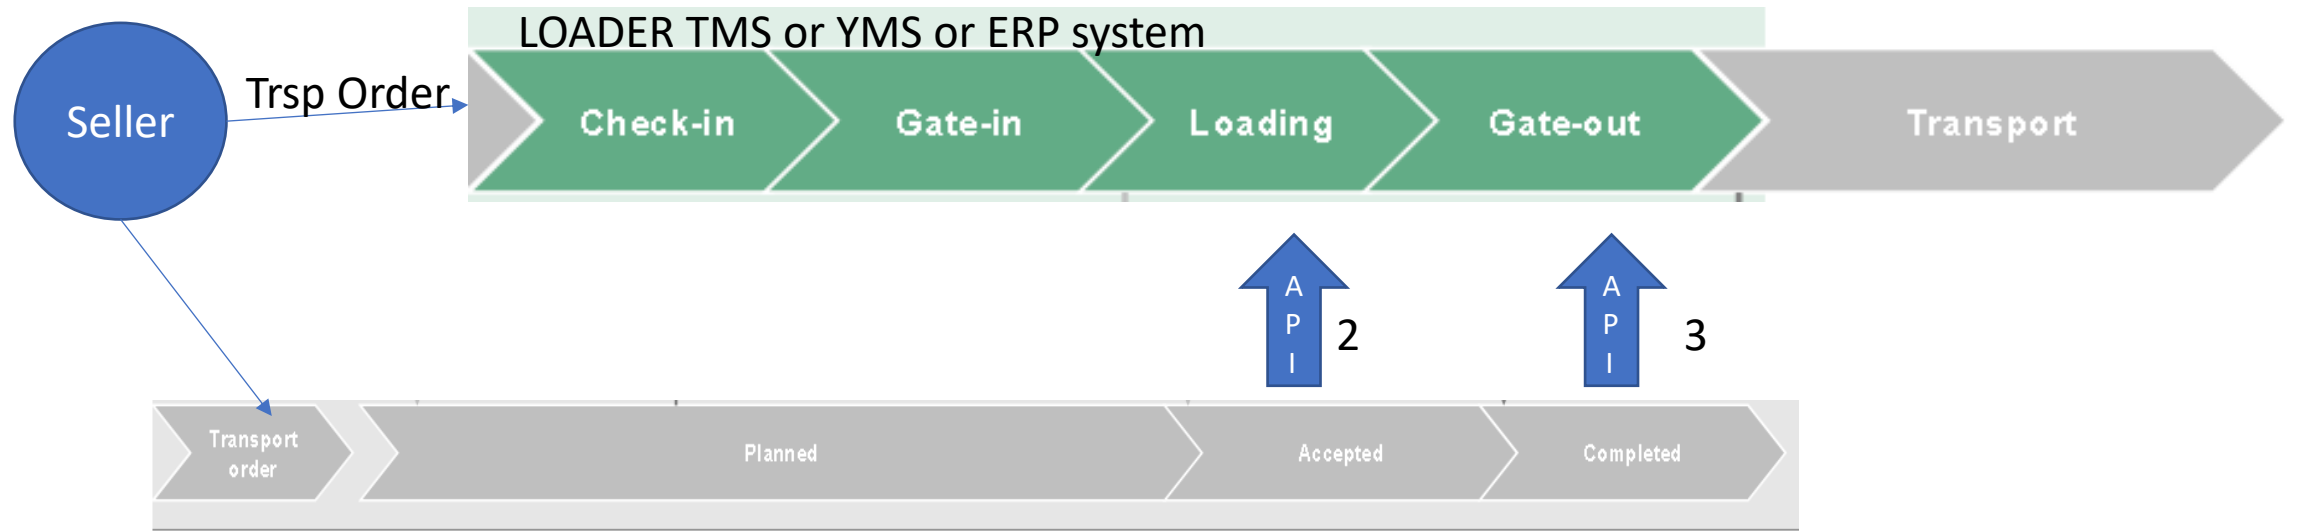 LOADER TMS or YMS or ERP system
Seller
Trsp Order
Check-in
Gate-in
Loading
Gate-out
Transport
A
P
I
2
A
P
I
3
Transport
order
Planned
Accepted
Completed